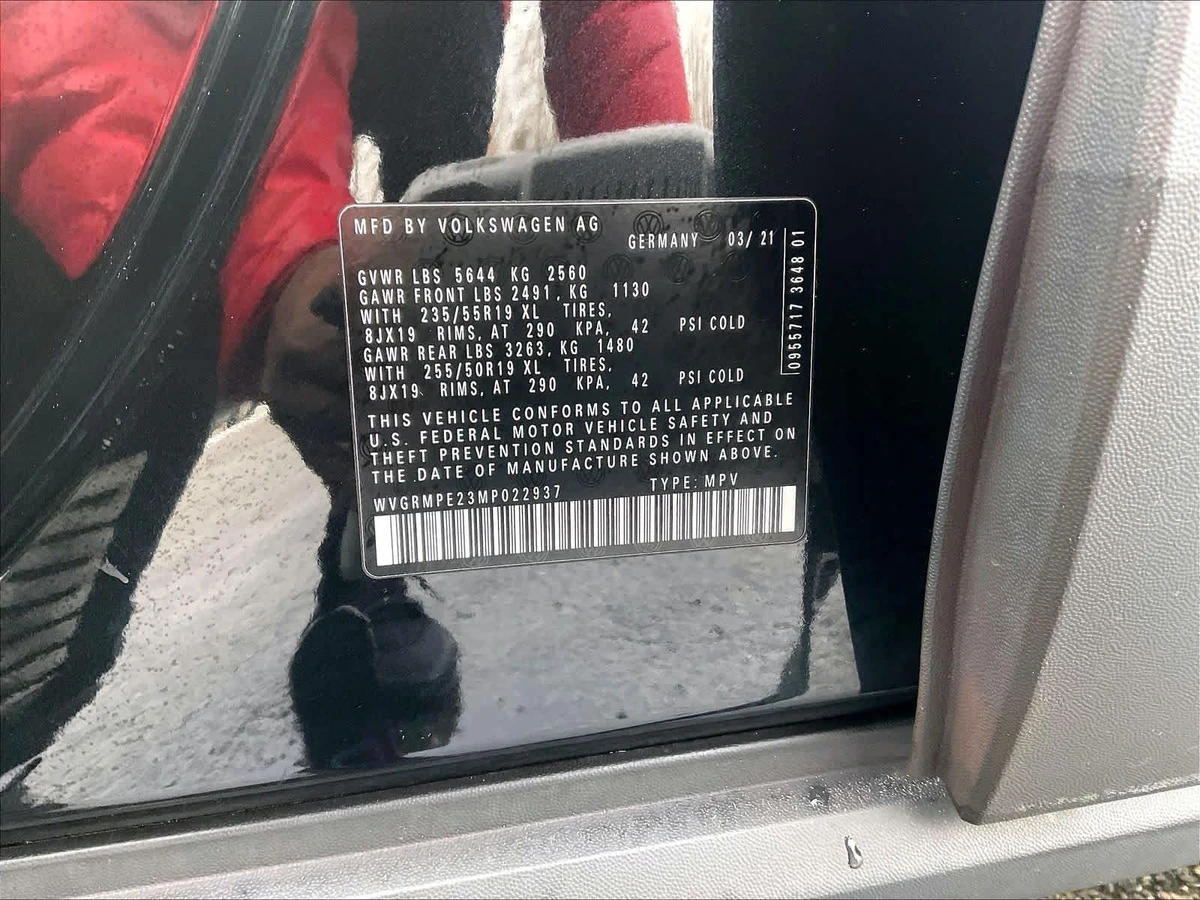 MFD BY VOLKSWAGEN AG
GERMANY 03/ 21
GVWR LBS 5644 KG 2560
GAWR FRONT LBS 2491, KG 1130
WITH 235/55R19 XL TIRES,
8JX19 RIMS, AT 290 KPA, 42 PSI COLD
GAWR REAR LBS 3263, KG 1480
WITH 255/50R19 XL TIRES,
8JX19 RIMS, AT 290 KPA, 42 PSI COLD
THIS VEHICLE CONFORMS TO ALL APPLICABLE
U.S. FEDERAL MOTOR VEHICLE SAFETY AND
THEFT PREVENTION STANDARDS IN EFFECT ON
THE DATE OF MANUFACTURE SHOWN ABOVE.
WVGRMPE23MP022937 TYPE: MPV
0955717 3648 01